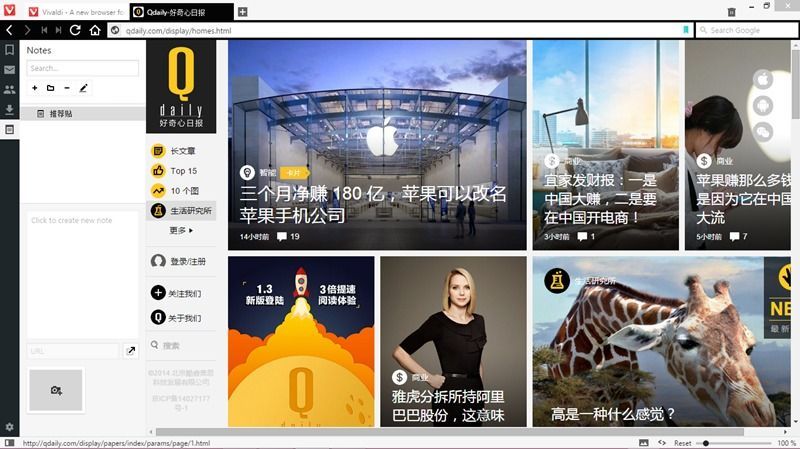 Vivaldi - A new browser fo
Qdaily-好奇心日报
qdaily.com/display/homes.html
Search Google
Notes
Search...
推荐贴
Click to create new note
URL
Q
daily
好奇心日报
长文章
Top 15
10 个图
生活研究所
更多
登录/注册
关注我们
关于我们
搜索
©2014 北京酷睿奥思
科技发展有限公司
京ICP备14027177
号-1
智能
卡片
三个月净赚 180 亿，苹果可以改名
苹果手机公司
14小时前 19
商业
宜家发财报：一是
中国大赚，二是要
在中国开电商！
3小时前 1
商业
苹果赚那么多钱
是因为它在中国
大流
5小时前 7
1.3
新版登陆
3倍提速
阅读体验
Q
daily
商业
雅虎分拆所持阿里
巴巴股份，这意味
生活研究所
高是一种什么感觉？
NE
最新
http://qdaily.com/display/papers/index/params/page/1.html
Reset
100 %